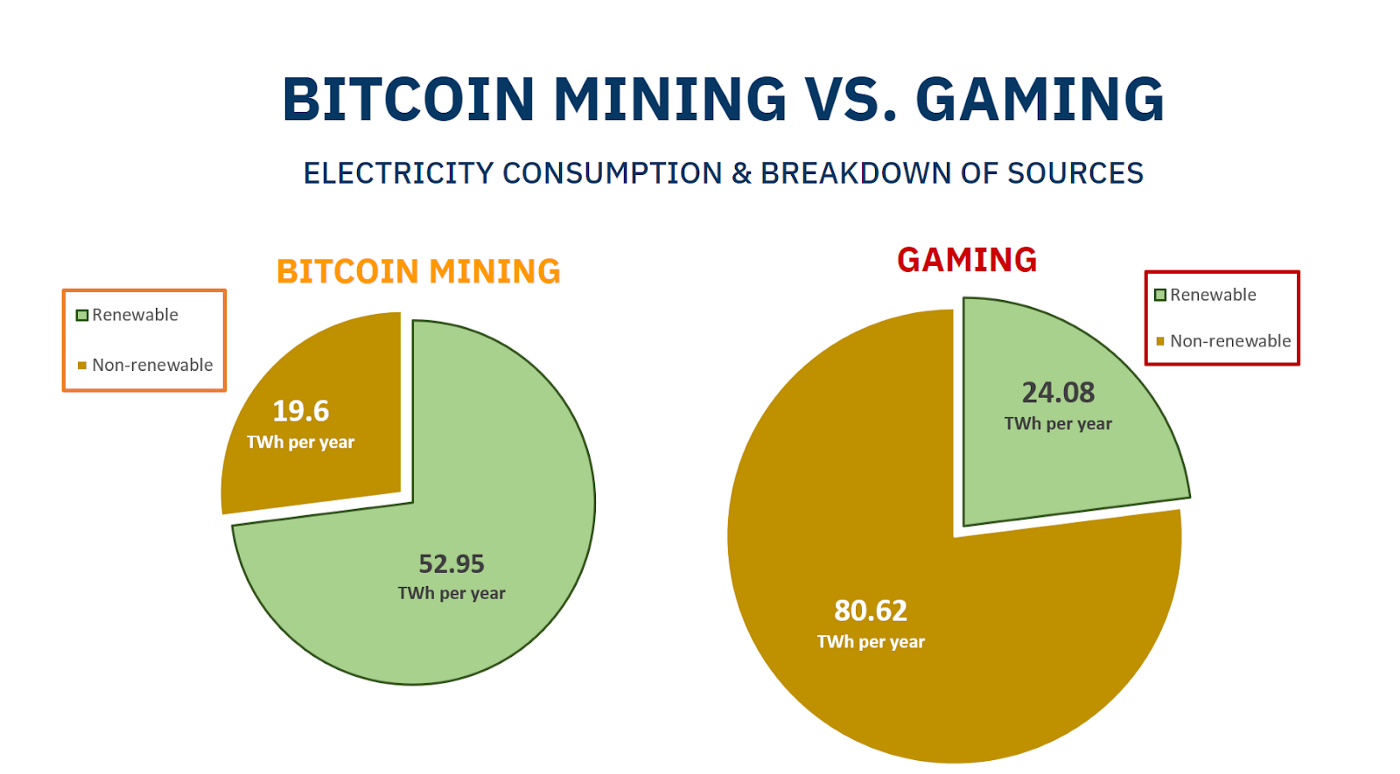 BITCOIN MINING VS. GAMING
ELECTRICITY CONSUMPTION & BREAKDOWN OF SOURCES
BITCOIN MINING
Renewable
Non-renewable
19.6
TWh per year
52.95
TWh per year
GAMING
Renewable
Non-renewable
24.08
TWh per year
80.62
TWh per year